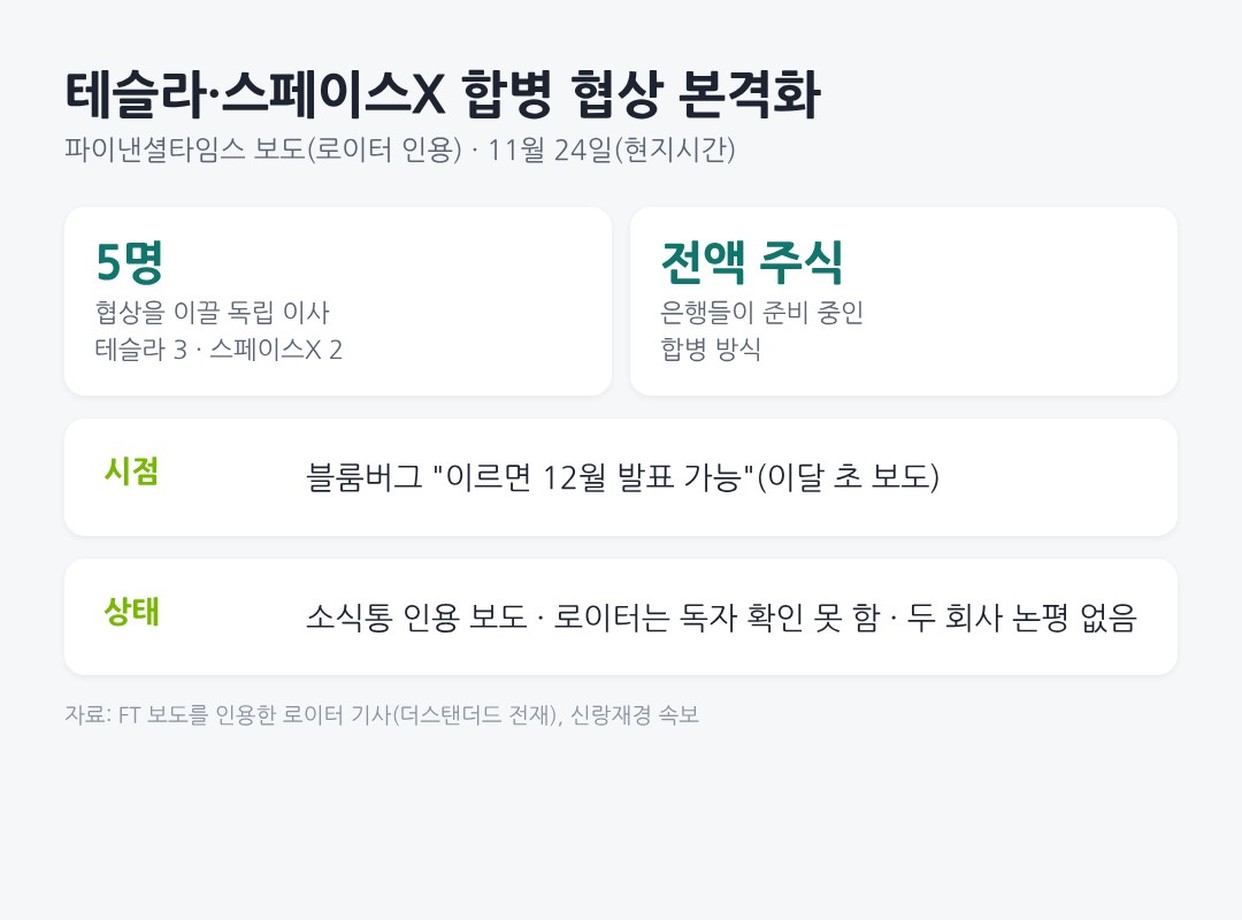 테슬라·스페이스X 합병 협상 본격화
파이낸셜타임스 보도(로이터 인용) · 11월 24일(현지시간)
5명
협상을 이끌 독립 이사
테슬라 3 · 스페이스X 2
전액 주식
은행들이 준비 중인
합병 방식
시점
블룸버그 "이르면 12월 발표 가능"(이달 초 보도)
상태
소식통 인용 보도 · 로이터는 독자 확인 못 함 · 두 회사 논평 없음
자료: FT 보도를 인용한 로이터 기사(더스탠더드 전재), 신랑재경 속보